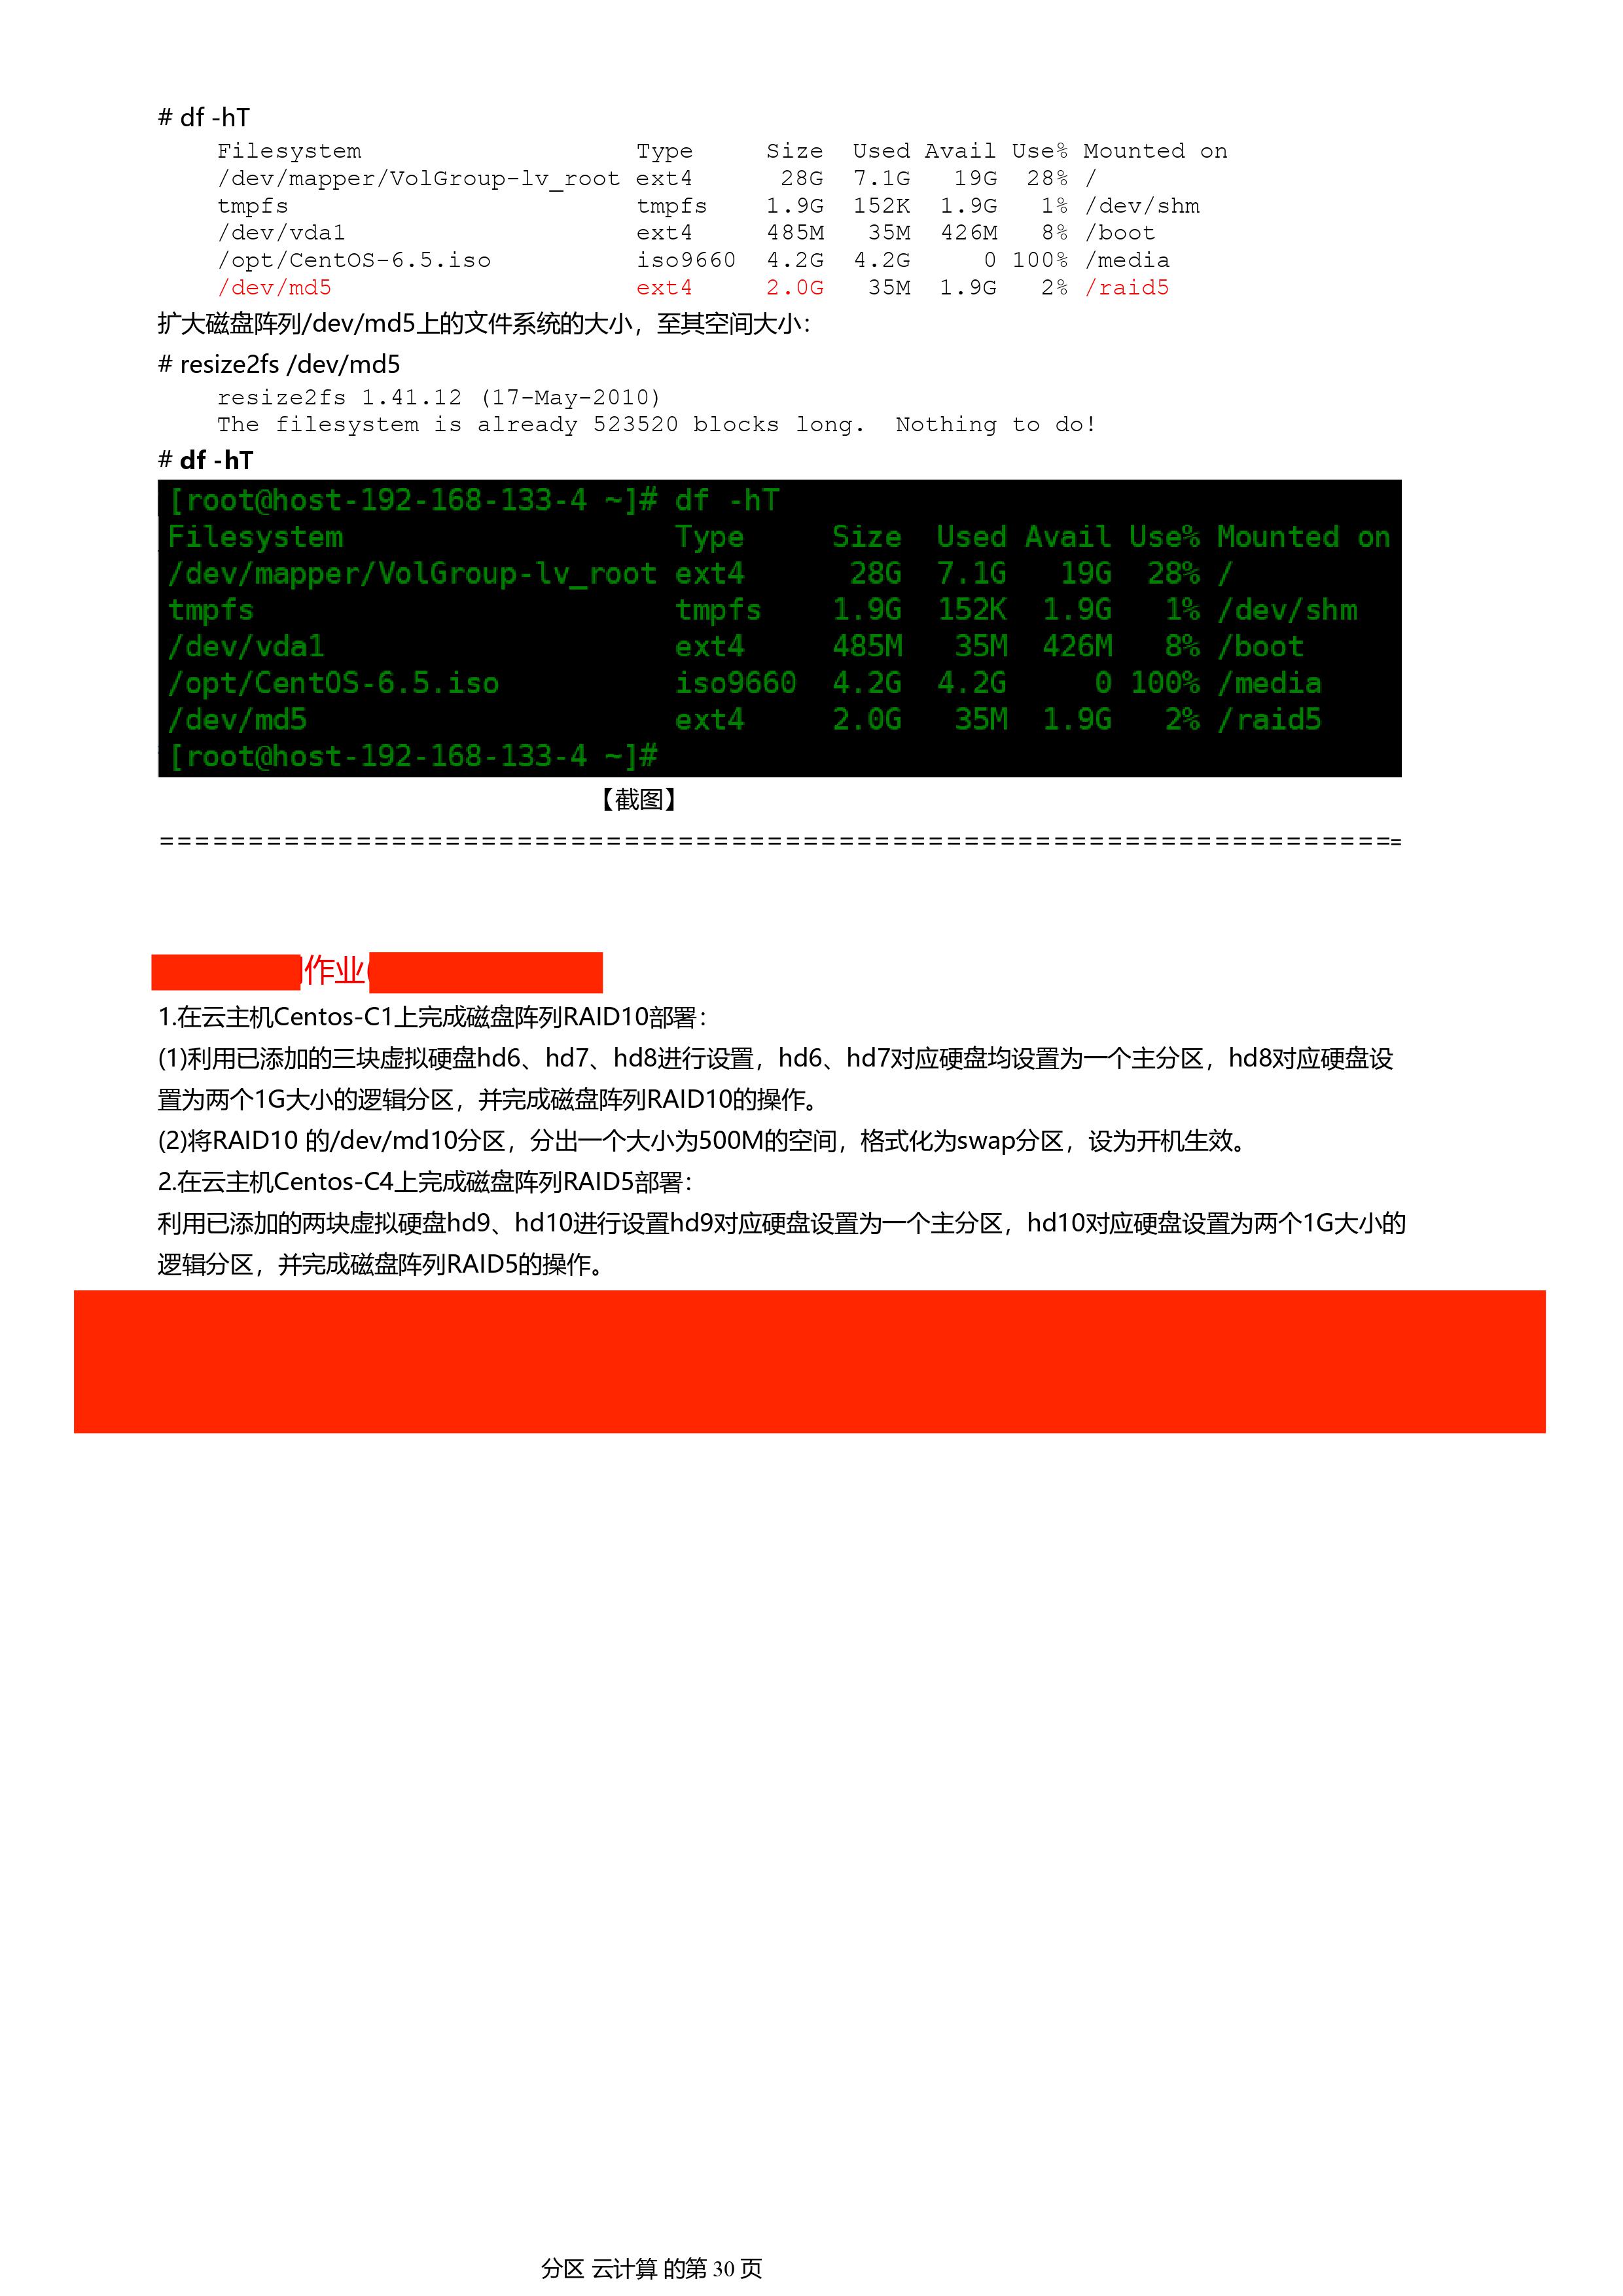 # df -hT
Filesystem                   Type     Size  Used Avail Use% Mounted on
/dev/mapper/VolGroup-lv_root ext4      28G  7.1G   19G  28% /
tmpfs                        tmpfs    1.9G  152K  1.9G   1% /dev/shm
/dev/vda1                    ext4     485M   35M  426M   8% /boot
/opt/CentOS-6.5.iso          iso9660  4.2G  4.2G     0 100% /media
/dev/md5                     ext4     2.0G   35M  1.9G   2% /raid5
扩大磁盘阵列/dev/md5上的文件系统的大小，至其空间大小：
# resize2fs /dev/md5
resize2fs 1.41.12 (17-May-2010)
The filesystem is already 523520 blocks long.  Nothing to do!
# df -hT
[root@host-192-168-133-4 ~]# df -hT
Filesystem                   Type     Size  Used Avail Use% Mounted on
/dev/mapper/VolGroup-lv_root ext4      28G  7.1G   19G  28% /
tmpfs                        tmpfs    1.9G  152K  1.9G   1% /dev/shm
/dev/vda1                    ext4     485M   35M  426M   8% /boot
/opt/CentOS-6.5.iso          iso9660  4.2G  4.2G     0 100% /media
/dev/md5                     ext4     2.0G   35M  1.9G   2% /raid5
[root@host-192-168-133-4 ~]#
【截图】
=====================================================================
作业(
1.在云主机Centos-C1上完成磁盘阵列RAID10部署：
(1)利用已添加的三块虚拟硬盘hd6、hd7、hd8进行设置，hd6、hd7对应硬盘均设置为一个主分区，hd8对应硬盘设
置为两个1G大小的逻辑分区，并完成磁盘阵列RAID10的操作。
(2)将RAID10 的/dev/md10分区，分出一个大小为500M的空间，格式化为swap分区，设为开机生效。
2.在云主机Centos-C4上完成磁盘阵列RAID5部署：
利用已添加的两块虚拟硬盘hd9、hd10进行设置hd9对应硬盘设置为一个主分区，hd10对应硬盘设置为两个1G大小的
逻辑分区，并完成磁盘阵列RAID5的操作。
分区 云计算 的第 30 页